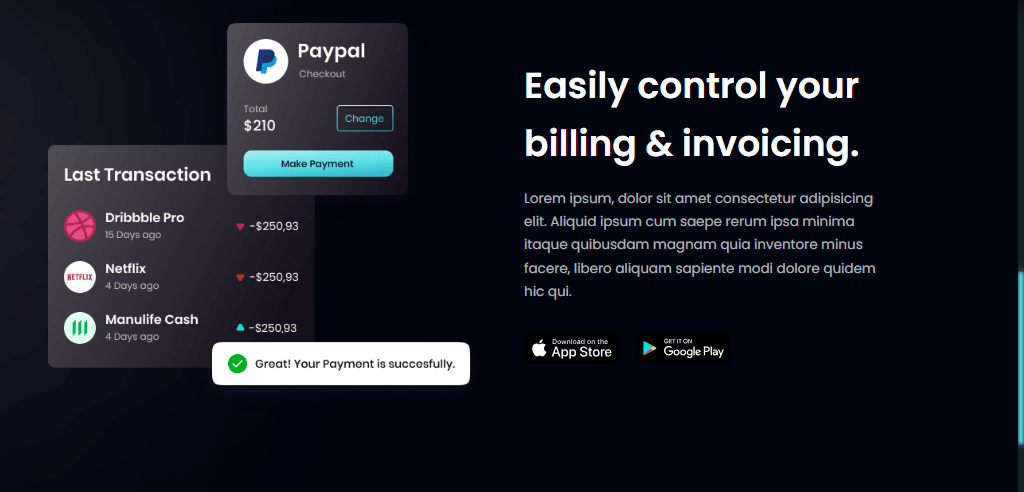 Paypal
Checkout
Total
$210
Change
Make Payment
Last Transaction
Dribbble Pro
15 Days ago
-$250,93
NETFLIX
Netflix
4 Days ago
-$250,93
Manulife Cash
4 Days ago
-$250,93
Great! Your Payment is succesfully.
Easily control your
billing & invoicing.
Lorem ipsum, dolor sit amet consectetur adipisicing
elit. Aliquid ipsum cum saepe rerum ipsa minima
itaque quibusdam magnam quia inventore minus
facere, libero aliquam sapiente modi dolore quidem
hic qui.
Download on the
App Store
GET IT ON
Google Play